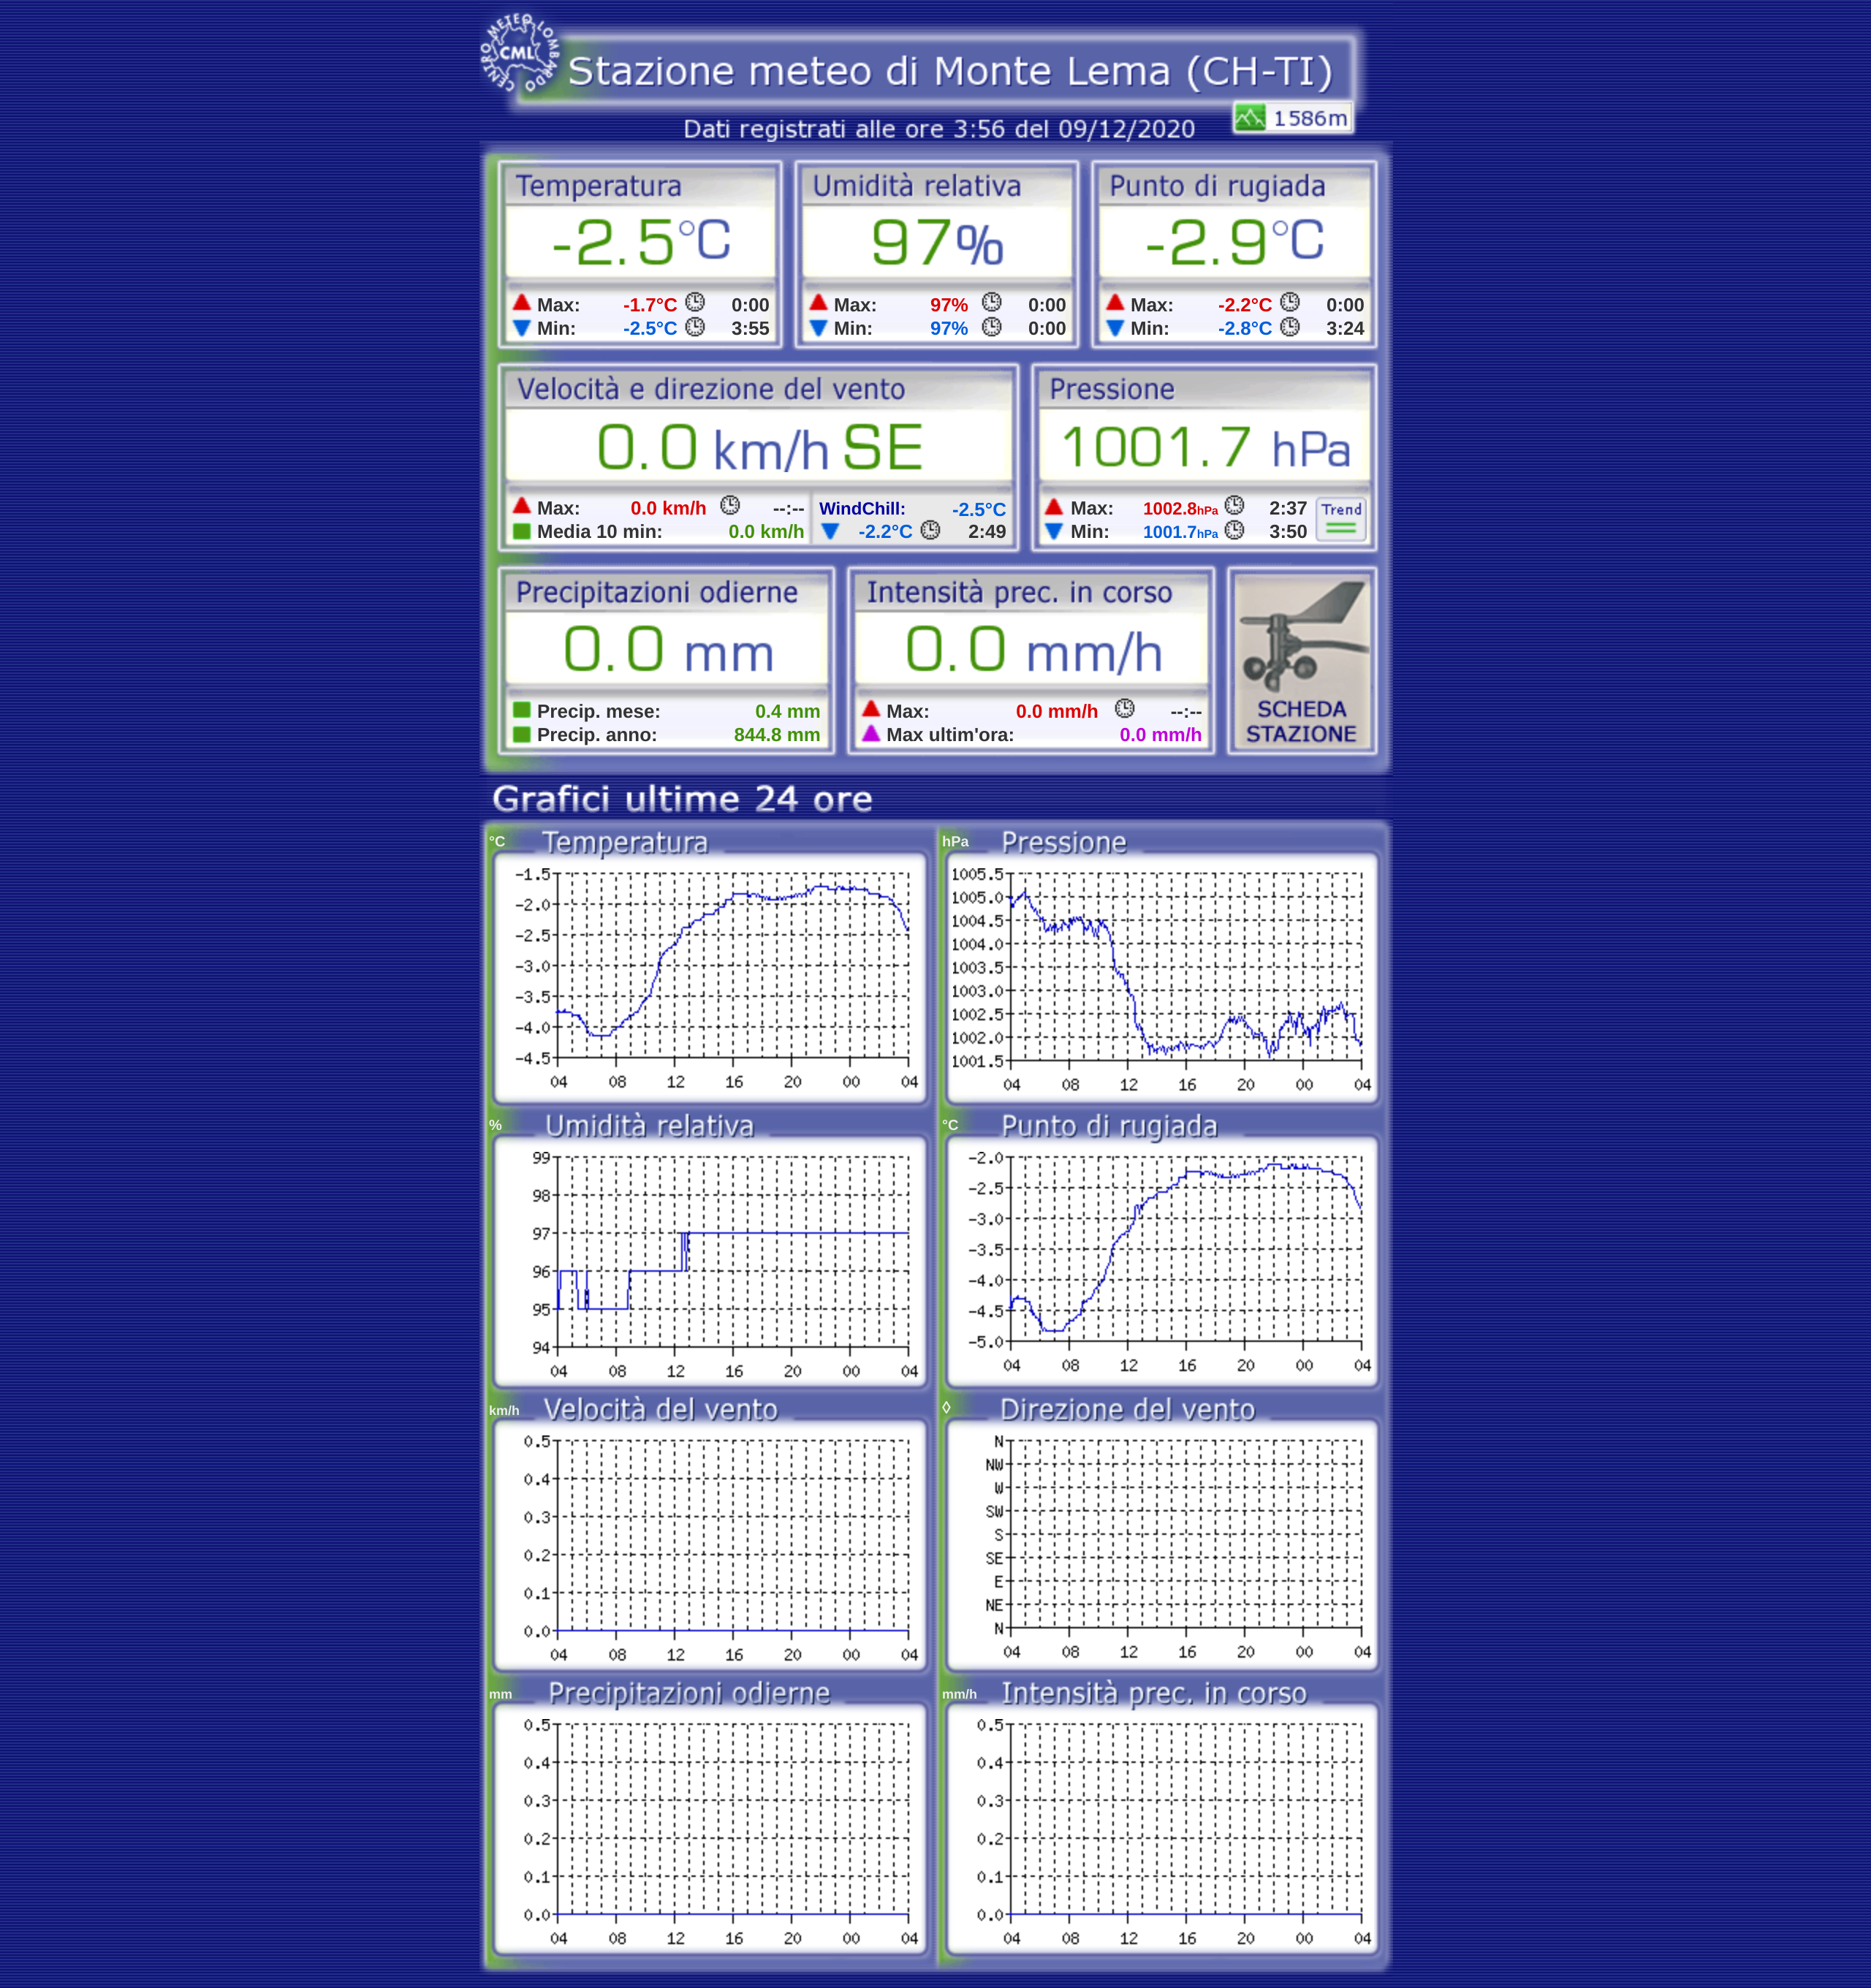 CENTRO METEO LOMBARDO
CML
Stazione meteo di Monte Lema (CH-TI)
1586m
Dati registrati alle ore 3:56 del 09/12/2020
Temperatura Umidità relativa Punto di rugiada
-2.5°C 97% -2.9°C
Max: -1.7°C 0:00 Max: 97% 0:00 Max: -2.2°C 0:00
Min: -2.5°C 3:55 Min: 97% 0:00 Min: -2.8°C 3:24
Velocità e direzione del vento Pressione
0.0 km/h SE 1001.7 hPa
Max: 0.0 km/h --:-- WindChill: -2.5°C Max: 1002.8hPa 2:37 Trend
Media 10 min: 0.0 km/h -2.2°C 2:49 Min: 1001.7hPa 3:50
Precipitazioni odierne Intensità prec. in corso
0.0 mm 0.0 mm/h
Precip. mese: 0.4 mm Max: 0.0 mm/h --:-- SCHEDA
Precip. anno: 844.8 mm Max ultim'ora: 0.0 mm/h STAZIONE
Grafici ultime 24 ore
°C Temperatura
-1.5
-2.0
-2.5
-3.0
-3.5
-4.0
-4.5
04 08 12 16 20 00 04
hPa Pressione
1005.5
1005.0
1004.5
1004.0
1003.5
1003.0
1002.5
1002.0
1001.5
04 08 12 16 20 00 04
% Umidità relativa
99
98
97
96
95
94
04 08 12 16 20 00 04
°C Punto di rugiada
-2.0
-2.5
-3.0
-3.5
-4.0
-4.5
-5.0
04 08 12 16 20 00 04
km/h Velocità del vento
0.5
0.4
0.3
0.2
0.1
0.0
04 08 12 16 20 00 04
◊ Direzione del vento
N
NW
W
SW
S
SE
E
NE
N
04 08 12 16 20 00 04
mm Precipitazioni odierne
0.5
0.4
0.3
0.2
0.1
0.0
04 08 12 16 20 00 04
mm/h Intensità prec. in corso
0.5
0.4
0.3
0.2
0.1
0.0
04 08 12 16 20 00 04